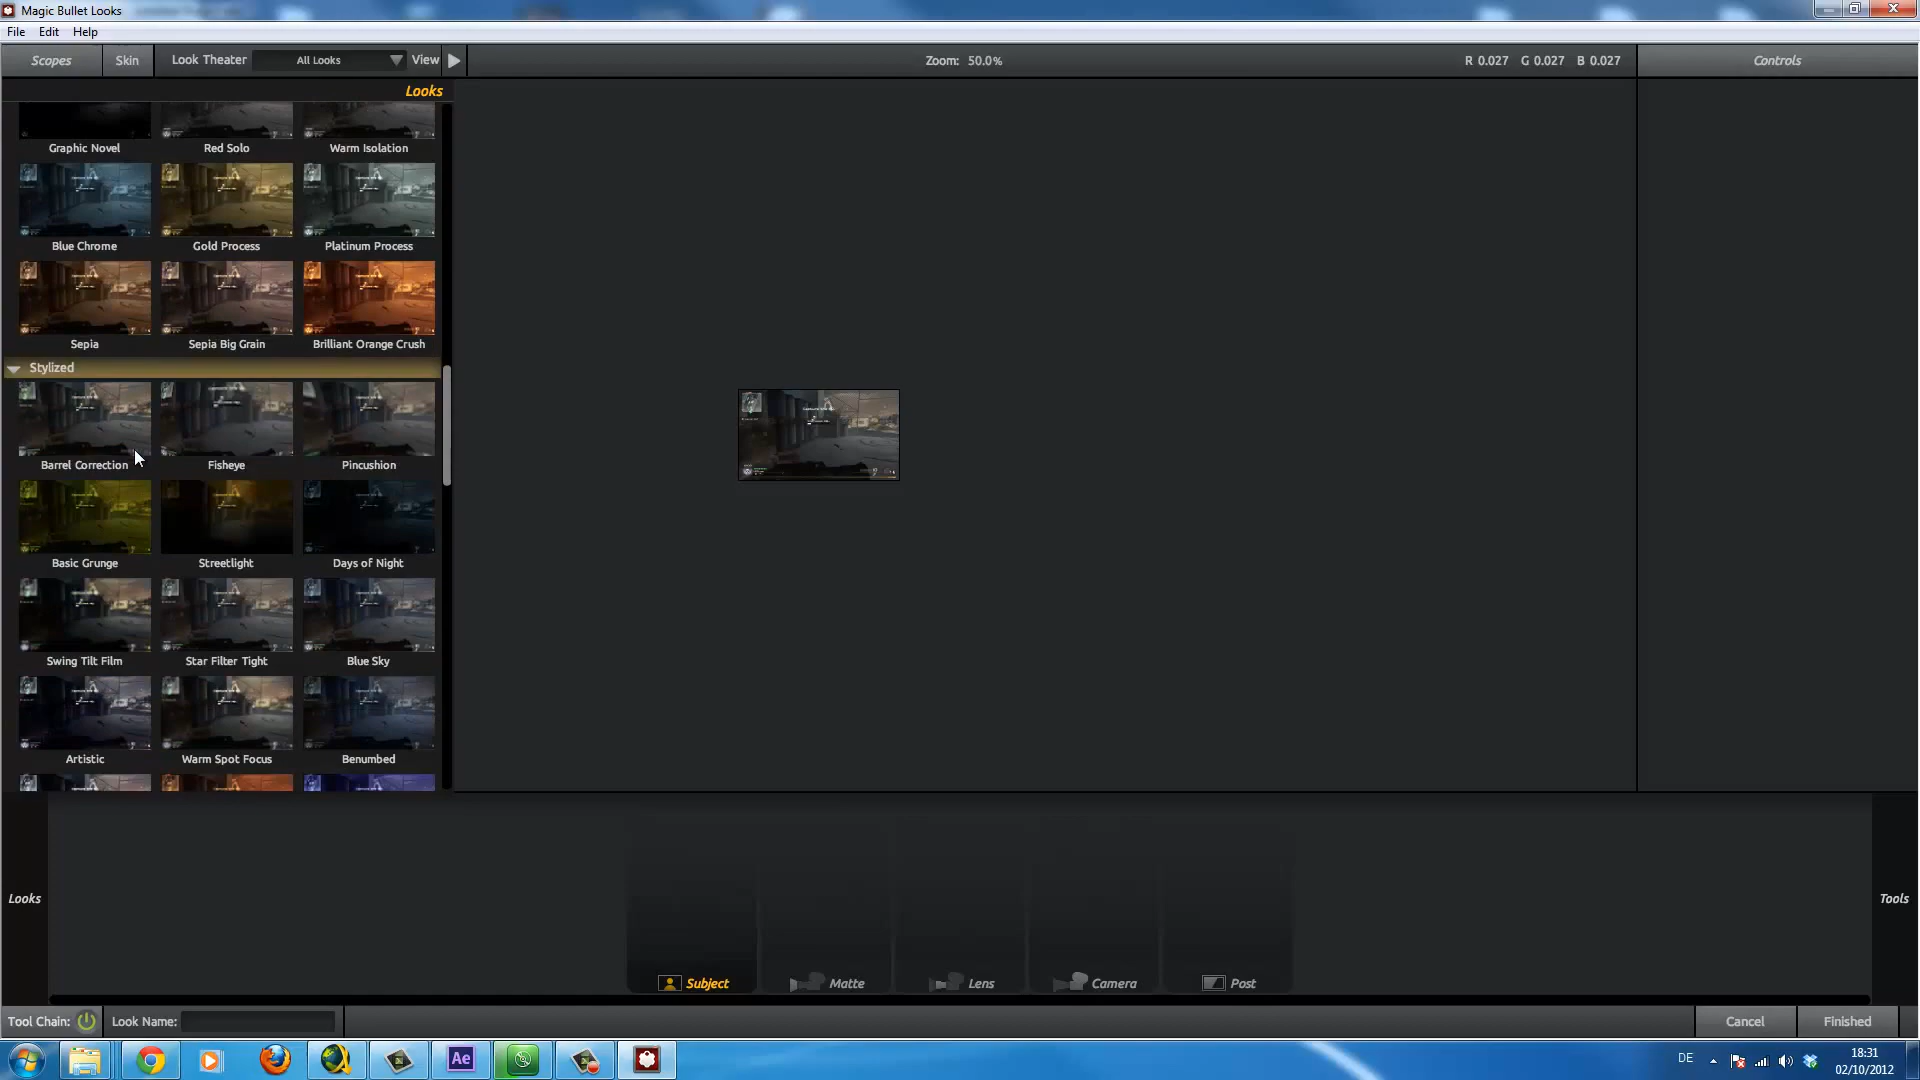 Magic Bullet Looks
File Edit Help
Scopes Skin Look Theater All Looks View Zoom: 50.0% R 0.027 G 0.027 B 0.027 Controls
Looks
Graphic Novel Red Solo Warm Isolation
Blue Chrome Gold Process Platinum Process
Sepia Sepia Big Grain Brilliant Orange Crush
Stylized
Barrel Correction Fisheye Pincushion
Basic Grunge Streetlight Days of Night
Swing Tilt Film Star Filter Tight Blue Sky
Artistic Warm Spot Focus Benumbed
Looks Tools
Subject Matte Lens Camera Post
Tool Chain: Look Name: Cancel Finished
Ae DE 18:31
02/10/2012